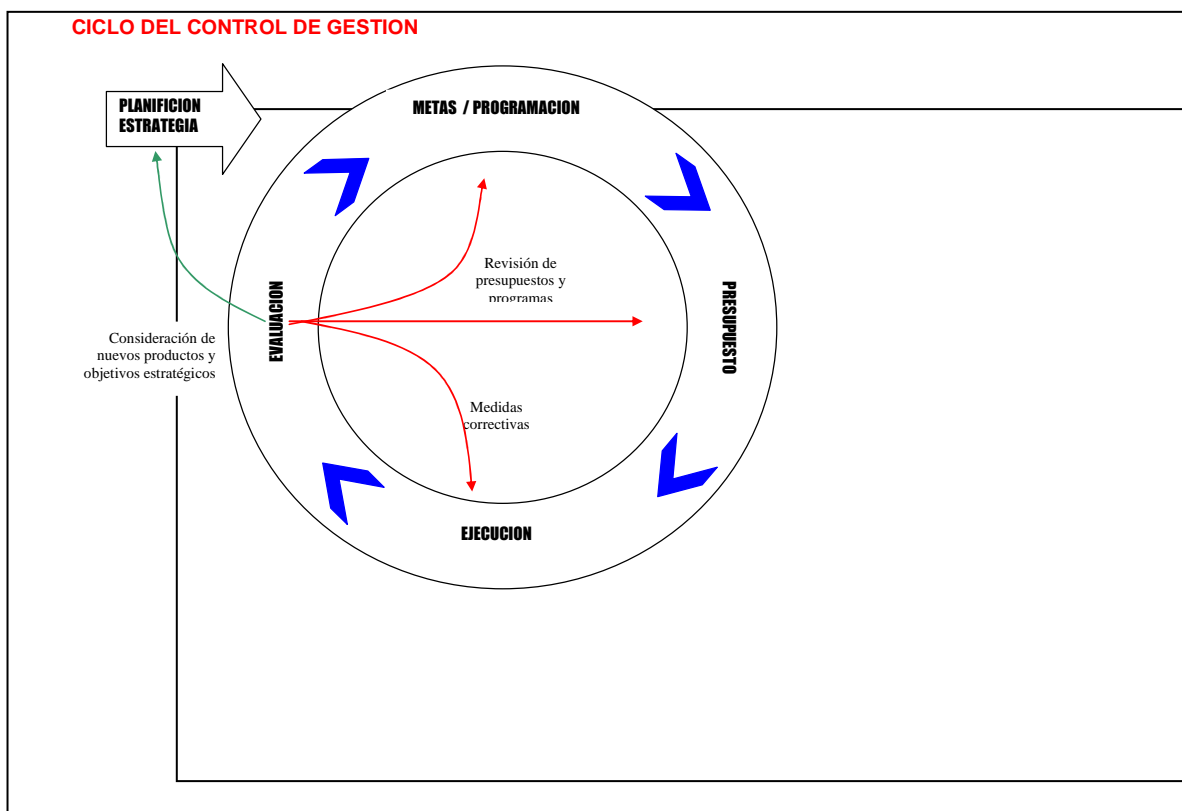 CICLO DEL CONTROL DE GESTION
PLANIFICION
ESTRATEGIA
METAS / PROGRAMACION
Revisión de
presupuestos y
programas
EVALUACION
PRESUPUESTO
Consideración de
nuevos productos y
objetivos estratégicos
Medidas
correctivas
EJECUCION